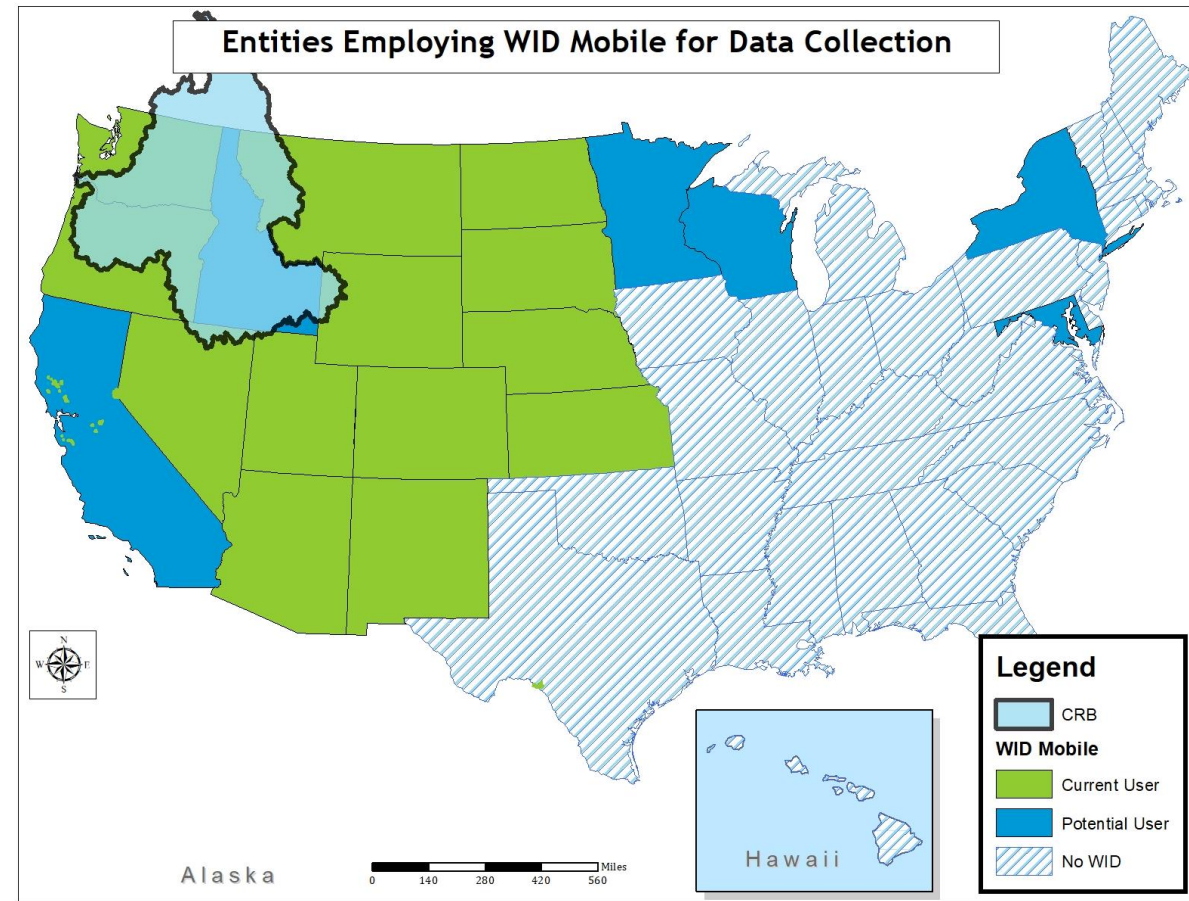 Entities Employing WID Mobile for Data Collection
N
W E
S
Legend
CRB
WID Mobile
Current User
Potential User
No WID
Alaska
Miles
0 140 280 420 560
Hawaii